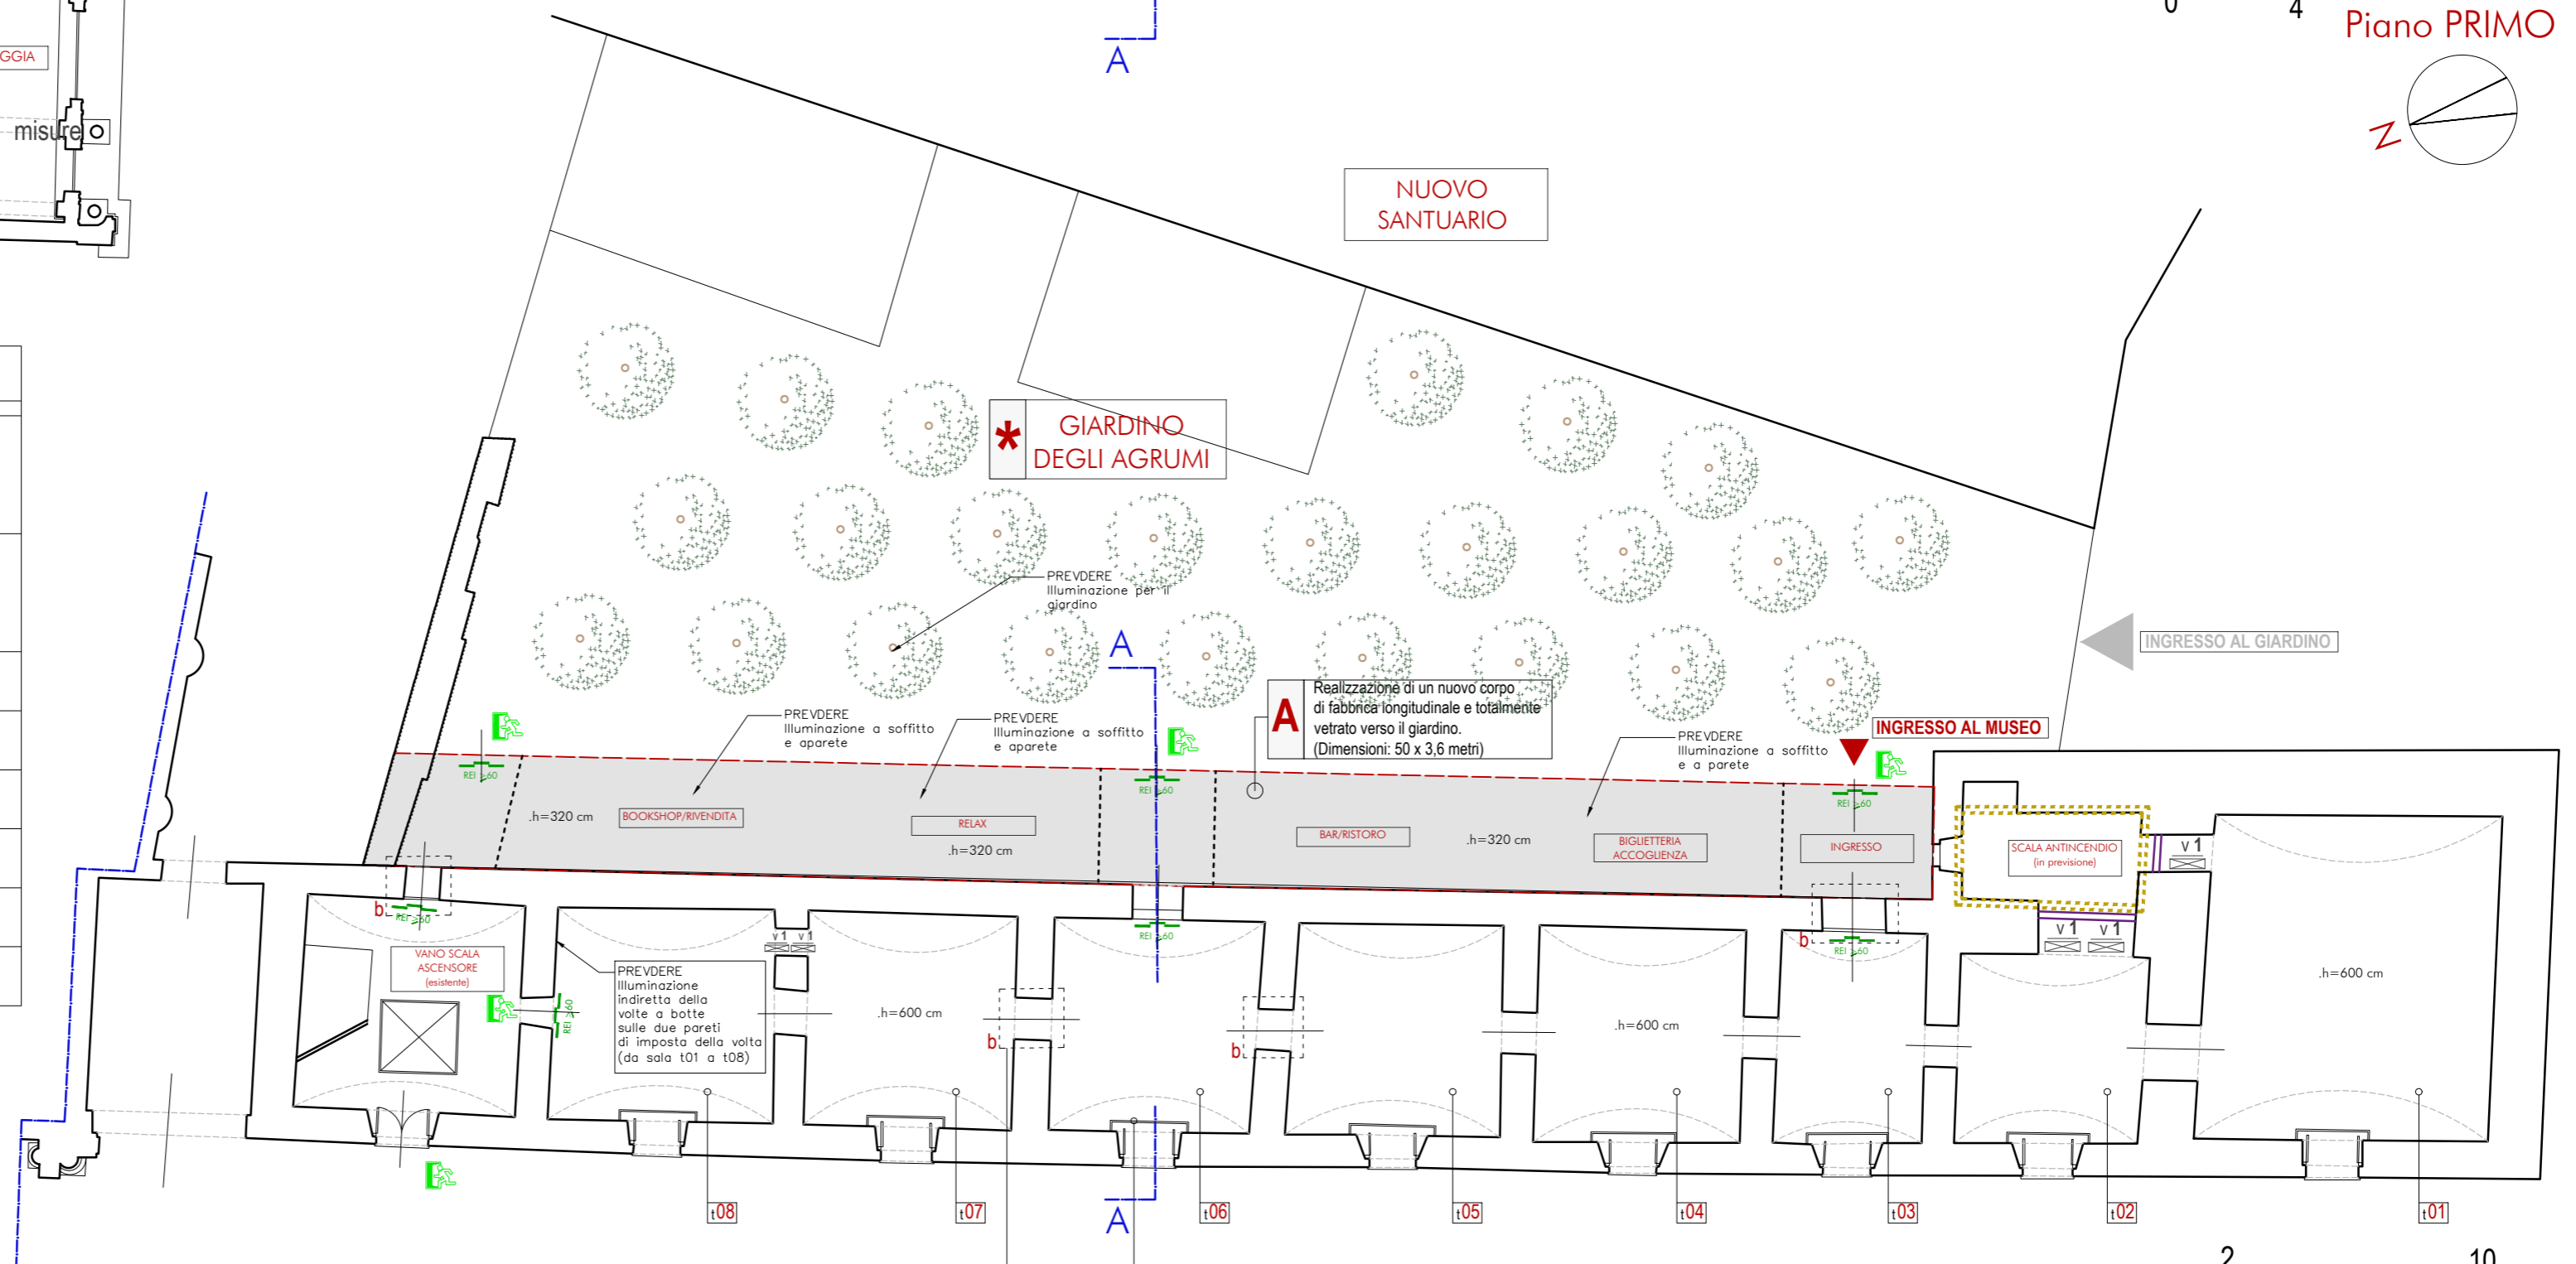 0
4
Piano PRIMO
N
A
GGIA
misure
NUOVO
SANTUARIO
*
GIARDINO
DEGLI AGRUMI
PREVDERE
Illuminazione per il
giardino
A
INGRESSO AL GIARDINO
A
Realizzazione di un nuovo corpo
di fabbrica longitudinale e totalmente
vetrato verso il giardino.
(Dimensioni: 50 x 3,6 metri)
INGRESSO AL MUSEO
PREVDERE
Illuminazione a soffitto
e aparete
PREVDERE
Illuminazione a soffitto
e aparete
PREVDERE
Illuminazione a soffitto
e a parete
REI ≥60
REI ≥60
REI ≥60
.h=320 cm
BOOKSHOP/RIVENDITA
RELAX
.h=320 cm
BAR/RISTORO
.h=320 cm
BIGLIETTERIA
ACCOGLIENZA
INGRESSO
SCALA ANTINCENDIO
(in previsione)
v1
b
REI ≥60
REI ≥60
b
REI ≥60
v1
v1
v1
v1
VANO SCALA
ASCENSORE
(esistente)
REI ≥60
PREVDERE
Illuminazione
indiretta della
volte a botte
sulle due pareti
di imposta della volta
(da sala t01 a t08)
.h=600 cm
b
b
.h=600 cm
.h=600 cm
t08
t07
A
t06
t05
t04
t03
t02
t01
2
10